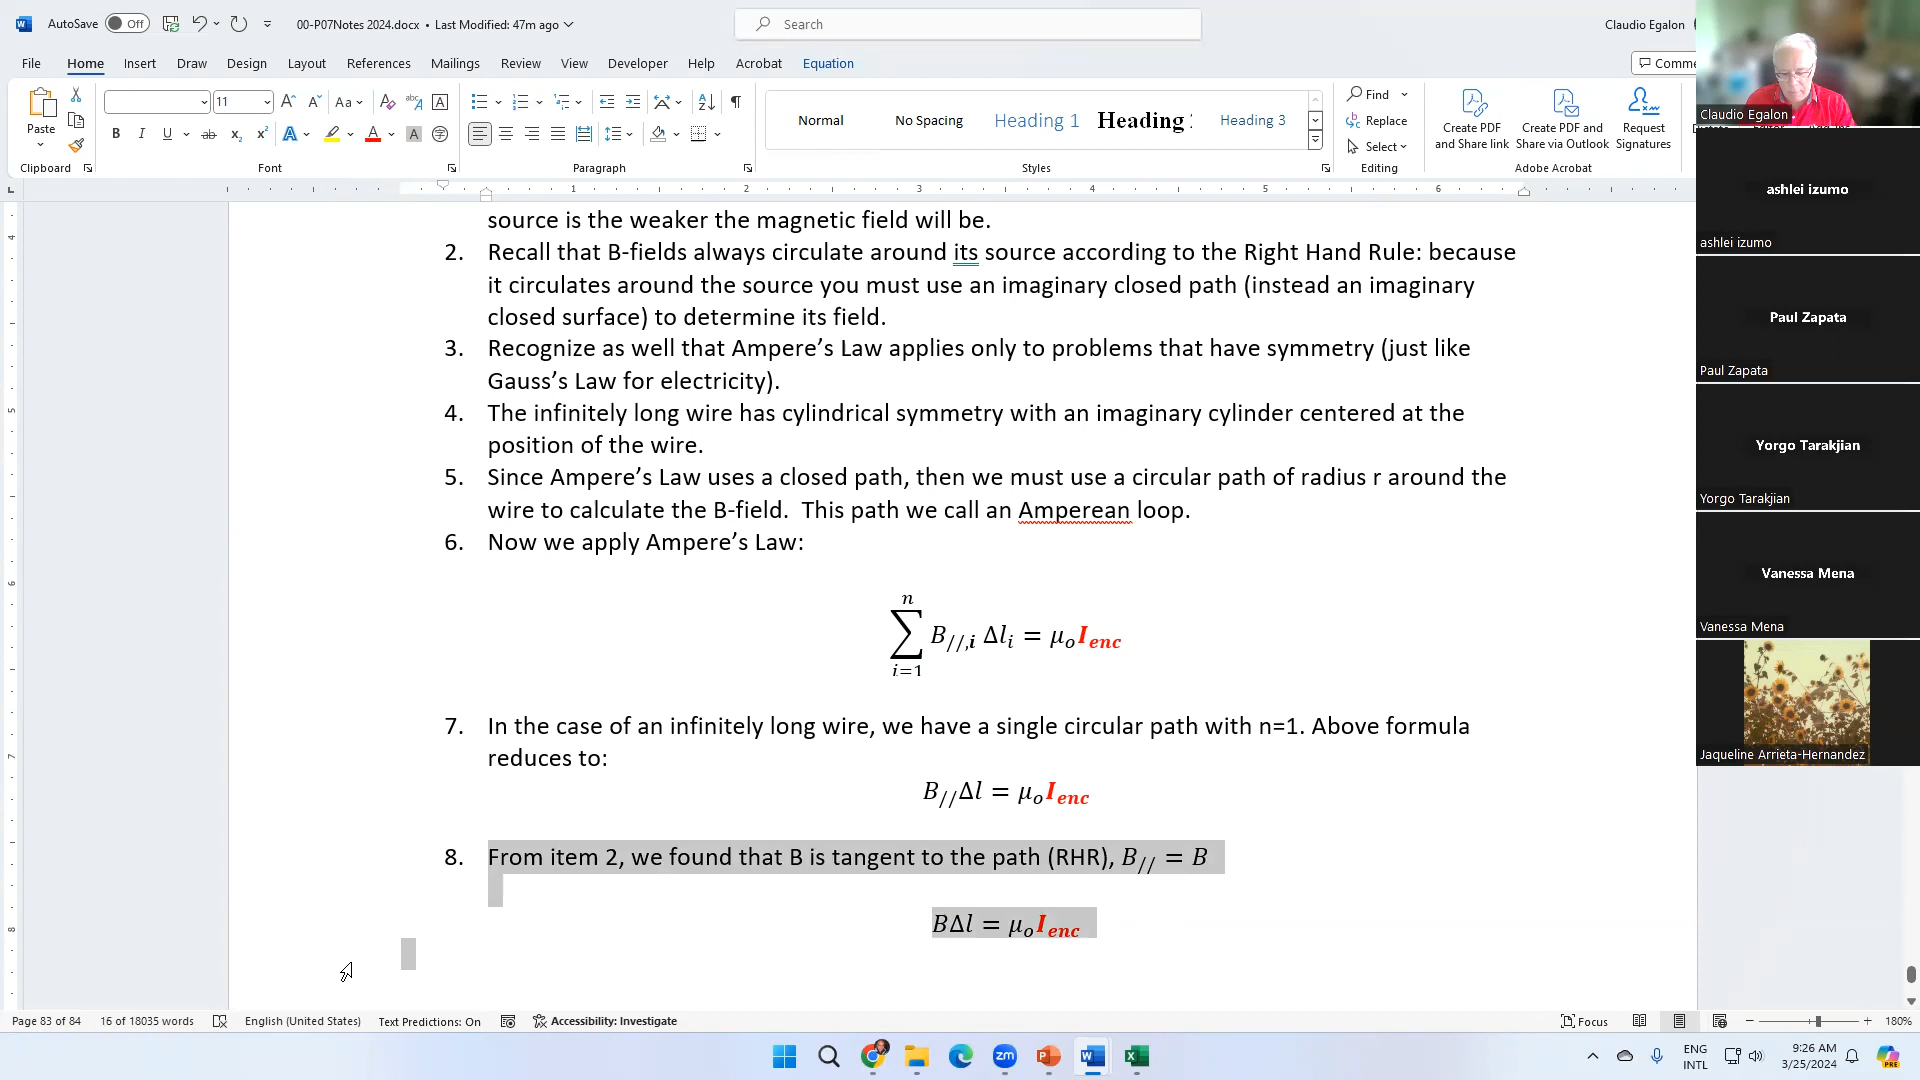 AutoSave Off 00-P07Notes 2024.docx • Last Modified: 47m ago Search Claudio Egalon
File Home Insert Draw Design Layout References Mailings Review View Developer Help Acrobat Equation Comme
Paste
Clipboard
11
Font
Paragraph
Normal No Spacing Heading 1 Heading Heading 3
Styles
Find
Replace
Select
Editing
Create PDF and Share link
Create PDF and Share via Outlook
Request Signatures
Adobe Acrobat
source is the weaker the magnetic field will be.
2. Recall that B-fields always circulate around its source according to the Right Hand Rule: because
it circulates around the source you must use an imaginary closed path (instead an imaginary
closed surface) to determine its field.
3. Recognize as well that Ampere’s Law applies only to problems that have symmetry (just like
Gauss’s Law for electricity).
4. The infinitely long wire has cylindrical symmetry with an imaginary cylinder centered at the
position of the wire.
5. Since Ampere’s Law uses a closed path, then we must use a circular path of radius r around the
wire to calculate the B-field. This path we call an Amperean loop.
6. Now we apply Ampere’s Law:
n
∑ B//,i Δli = μoIenc
i=1
7. In the case of an infinitely long wire, we have a single circular path with n=1. Above formula
reduces to:
B//Δl = μoIenc
8. From item 2, we found that B is tangent to the path (RHR), B// = B
BΔl = μoIenc
Claudio Egalon
ashlei izumo
ashlei izumo
Paul Zapata
Paul Zapata
Yorgo Tarakjian
Yorgo Tarakjian
Vanessa Mena
Vanessa Mena
Jaqueline Arrieta-Hernandez
Page 83 of 84 16 of 18035 words English (United States) Text Predictions: On Accessibility: Investigate Focus 180%
ENG
INTL
9:26 AM
3/25/2024